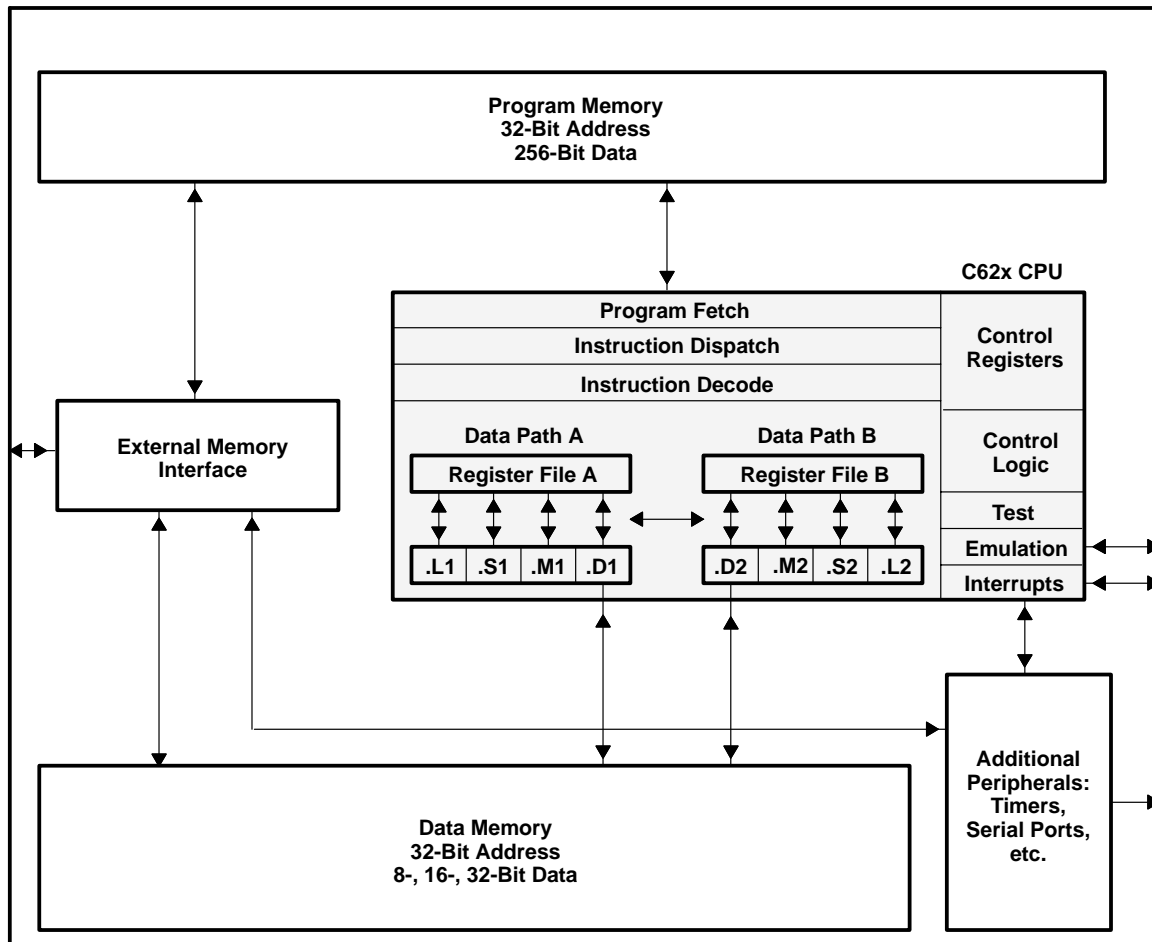 Program Memory
32-Bit Address
256-Bit Data
C62x CPU
Program Fetch
Instruction Dispatch
Instruction Decode
Control
Registers
External Memory
Interface
Data Path A
Data Path B
Register File A
Register File B
Control
Logic
Test
Emulation
Interrupts
.L1 .S1 .M1 .D1
.D2 .M2 .S2 .L2
Additional
Peripherals:
Timers,
Serial Ports,
etc.
Data Memory
32-Bit Address
8-, 16-, 32-Bit Data